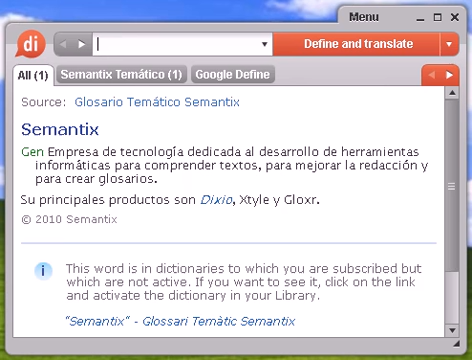 Menu
di
Define and translate
All (1)
Semantix Temático (1)
Google Define
Source: Glosario Temático Semantix
Semantix
Gen Empresa de tecnología dedicada al desarrollo de herramientas
informáticas para comprender textos, para mejorar la redacción y
para crear glosarios.
Su principales producos son Dixio, Xtyle y Gloxr.
© 2010 Semantix
i
This word is in dictionaries to which you are subscribed but
which are not active. If you want to see it, click on the link
and activate the dictionary in your Library.
"Semantix" - Glossari Temàtic Semantix